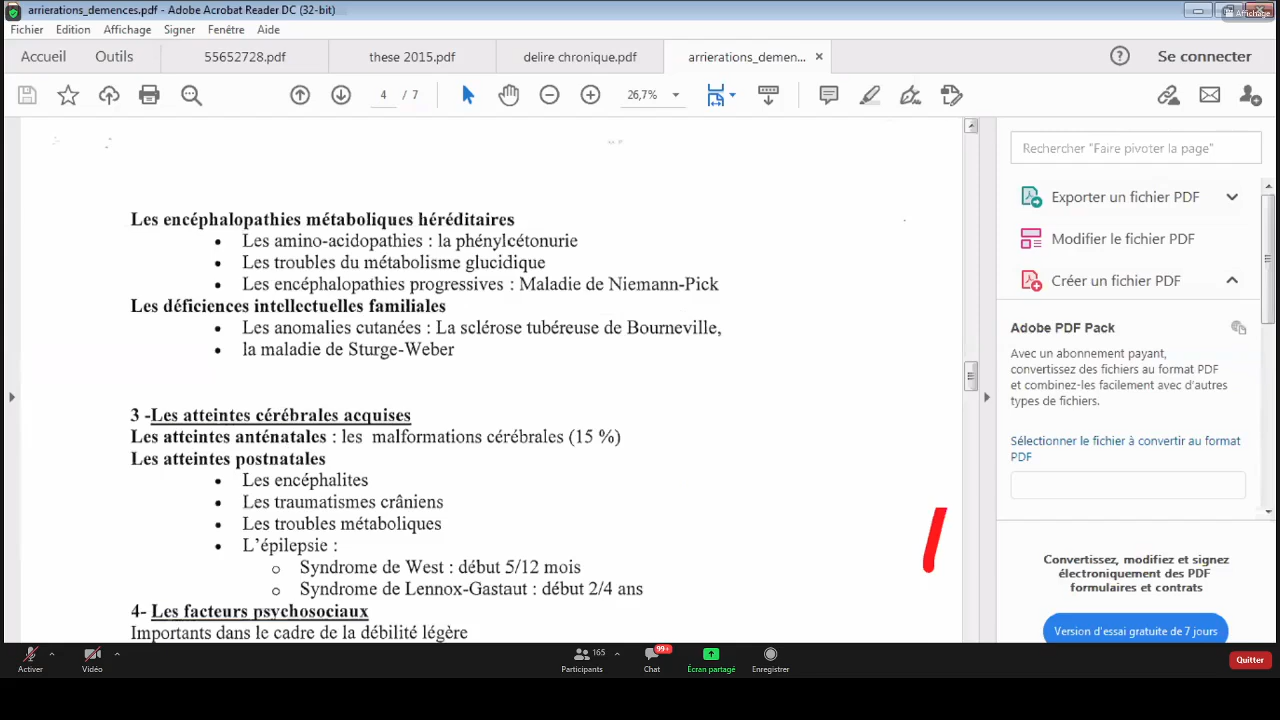 arrierations_demences.pdf - Adobe Acrobat Reader DC (32-bit)
Affichage
Fichier Edition Affichage Signer Fenêtre Aide
Accueil Outils 55652728.pdf these 2015.pdf delire chronique.pdf arrierations_demen... × ? Se connecter
4 / 7 26,7%
Les encéphalopathies métaboliques héréditaires
• Les amino-acidopathies : la phénylcétonurie
• Les troubles du métabolisme glucidique
• Les encéphalopathies progressives : Maladie de Niemann-Pick
Les déficiences intellectuelles familiales
• Les anomalies cutanées : La sclérose tubéreuse de Bourneville,
• la maladie de Sturge-Weber
3 -Les atteintes cérébrales acquises
Les atteintes anténatales : les malformations cérébrales (15 %)
Les atteintes postnatales
• Les encéphalites
• Les traumatismes crâniens
• Les troubles métaboliques
• L’épilepsie :
o Syndrome de West : début 5/12 mois
o Syndrome de Lennox-Gastaut : début 2/4 ans
4- Les facteurs psychosociaux
Importants dans le cadre de la débilité légère
Rechercher "Faire pivoter la page"
Exporter un fichier PDF
Modifier le fichier PDF
Créer un fichier PDF
Adobe PDF Pack
Avec un abonnement payant,
convertissez des fichiers au format PDF
et combinez-les facilement avec d'autres
types de fichiers.
Sélectionner le fichier à convertir au format
PDF
Convertissez, modifiez et signez
électroniquement des PDF
formulaires et contrats
Version d'essai gratuite de 7 jours
Activer Vidéo 165 Participants 99+ Chat Écran partagé Enregistrer Quitter